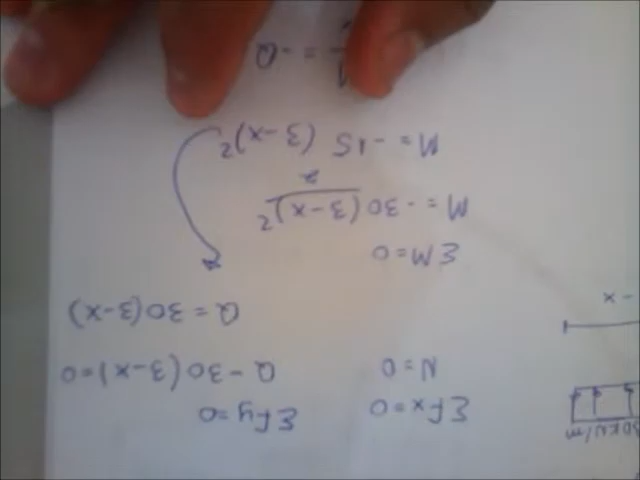 30KN/m
ΣFx=0 ΣFy=0
N=0 Q-30(3-x)=0
-x
Q=30(3-x)
ΣM=0
M=-30(3-x)²
2
M=-15(3-x)²
=-Q